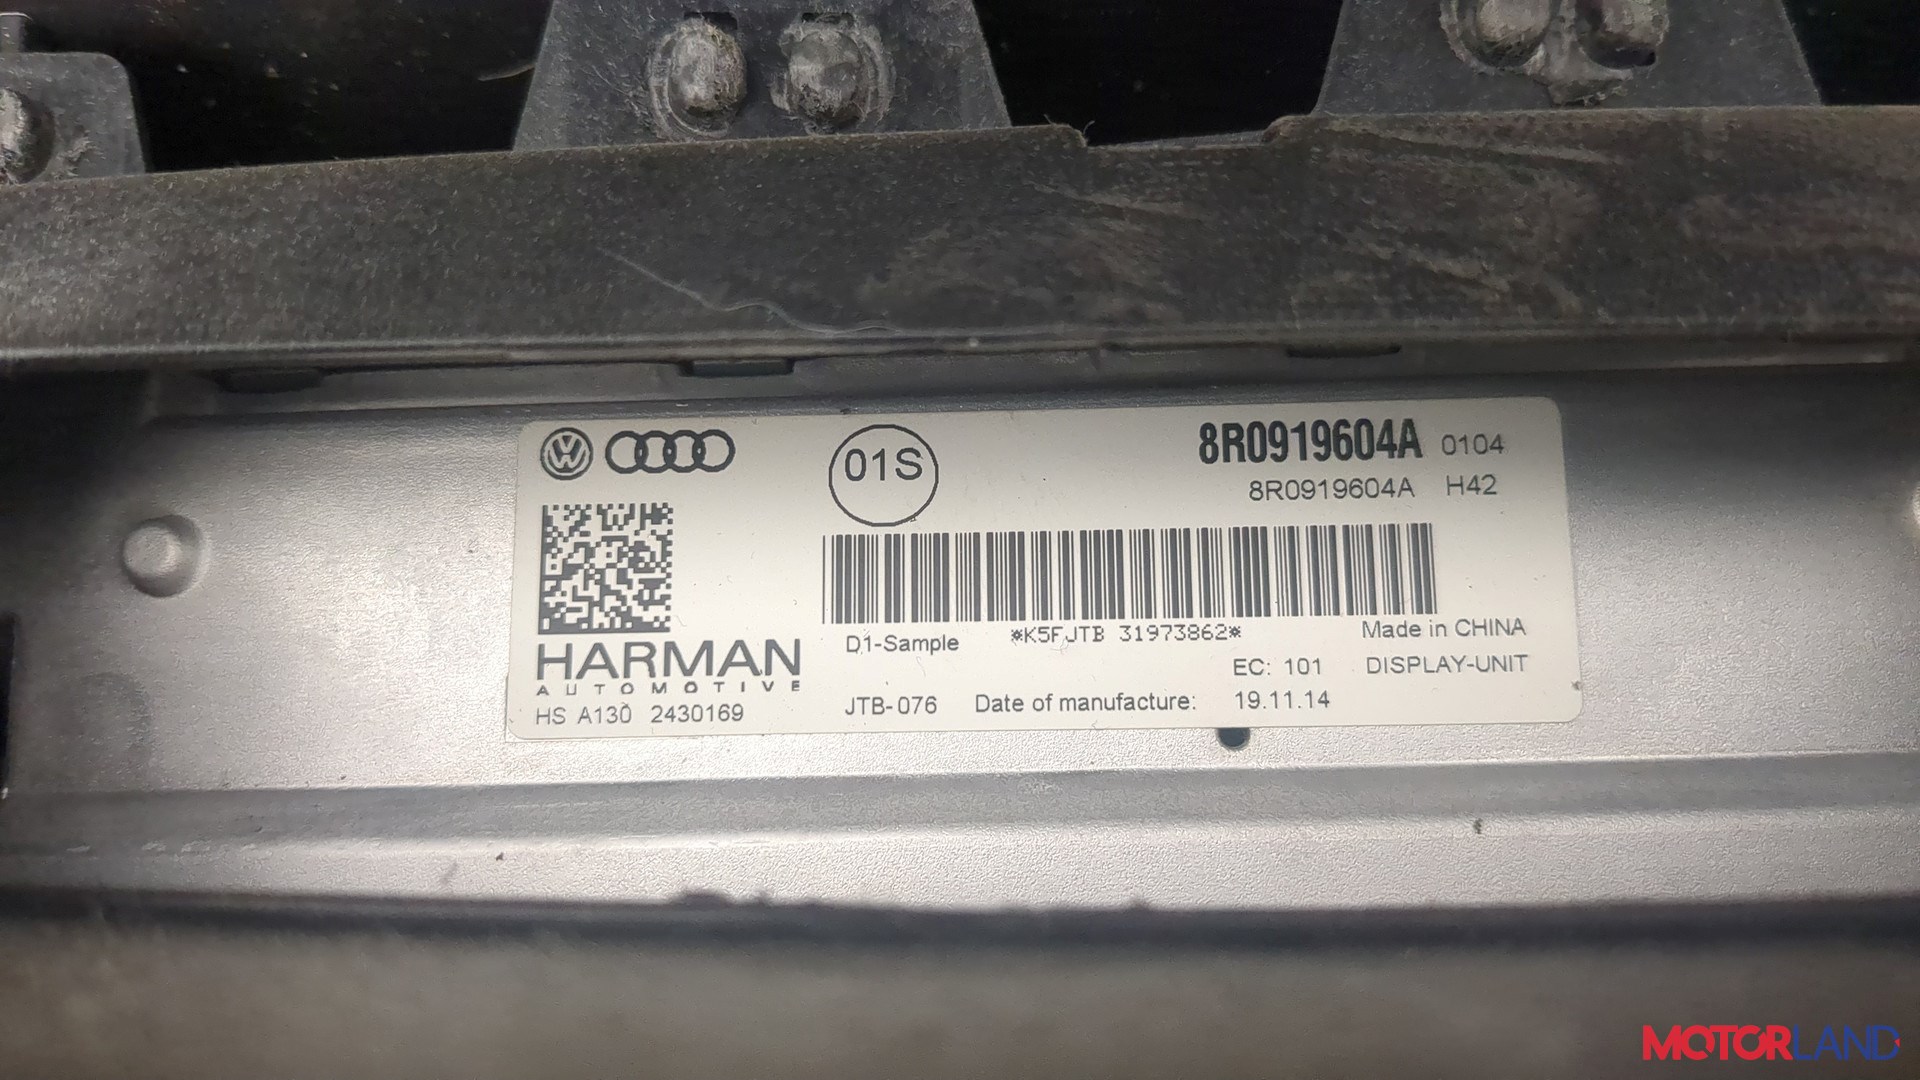 01S
8R0919604A 0104
8R0919604A H42
D1-Sample *K5FJTB 31973862* Made in CHINA
HARMAN
AUTOMOTIVE
EC: 101 DISPLAY-UNIT
HS A130 2430169 JTB-076 Date of manufacture: 19.11.14
MOTORLAND